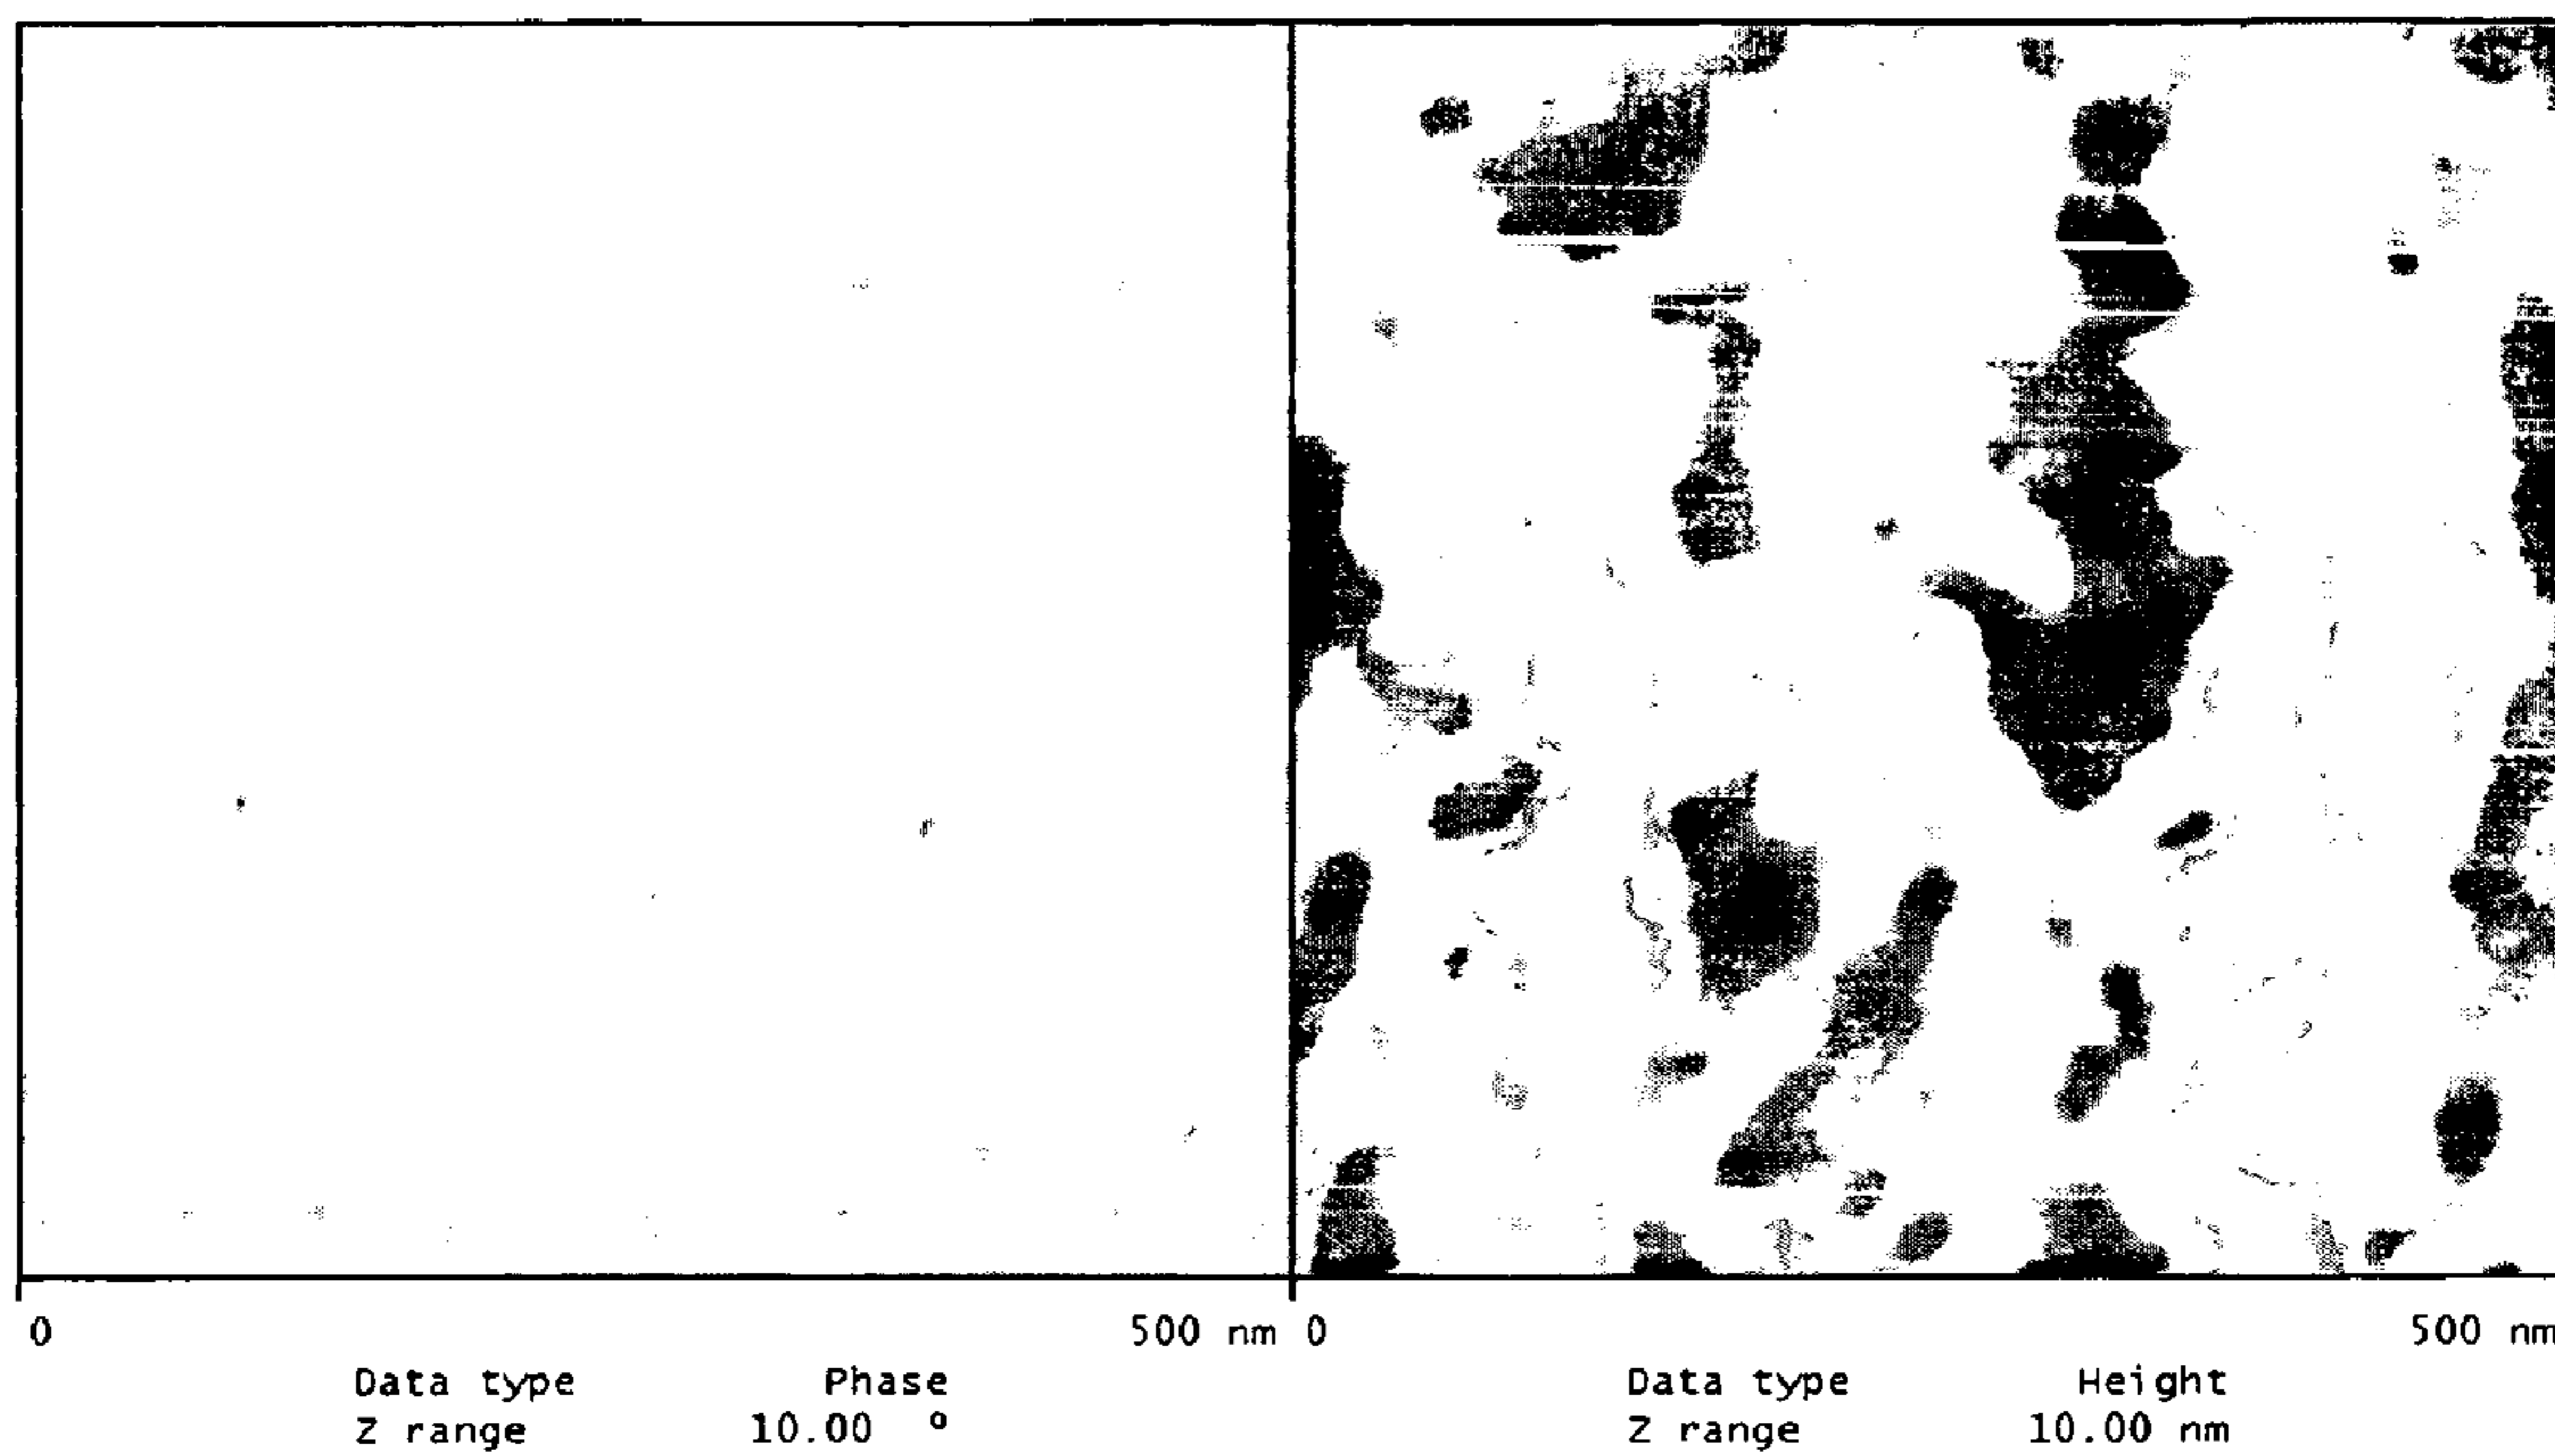 0 500 nm 0 500 nm
Data type Phase Data type Height
Z range 10.00 º Z range 10.00 nm